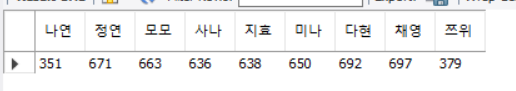 나연 정연 모모 사나 지효 미나 다현 채영 쯔위
351 671 663 636 638 650 692 697 379